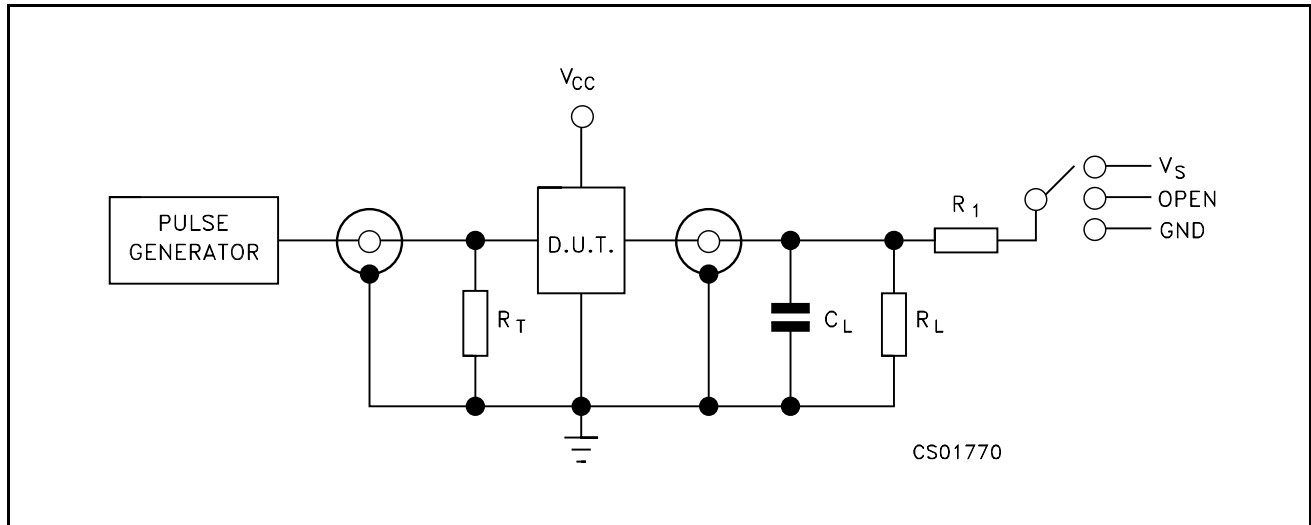 VCC
PULSE
GENERATOR
D.U.T.
RT
CL
RL
R1
VS
OPEN
GND
CS01770